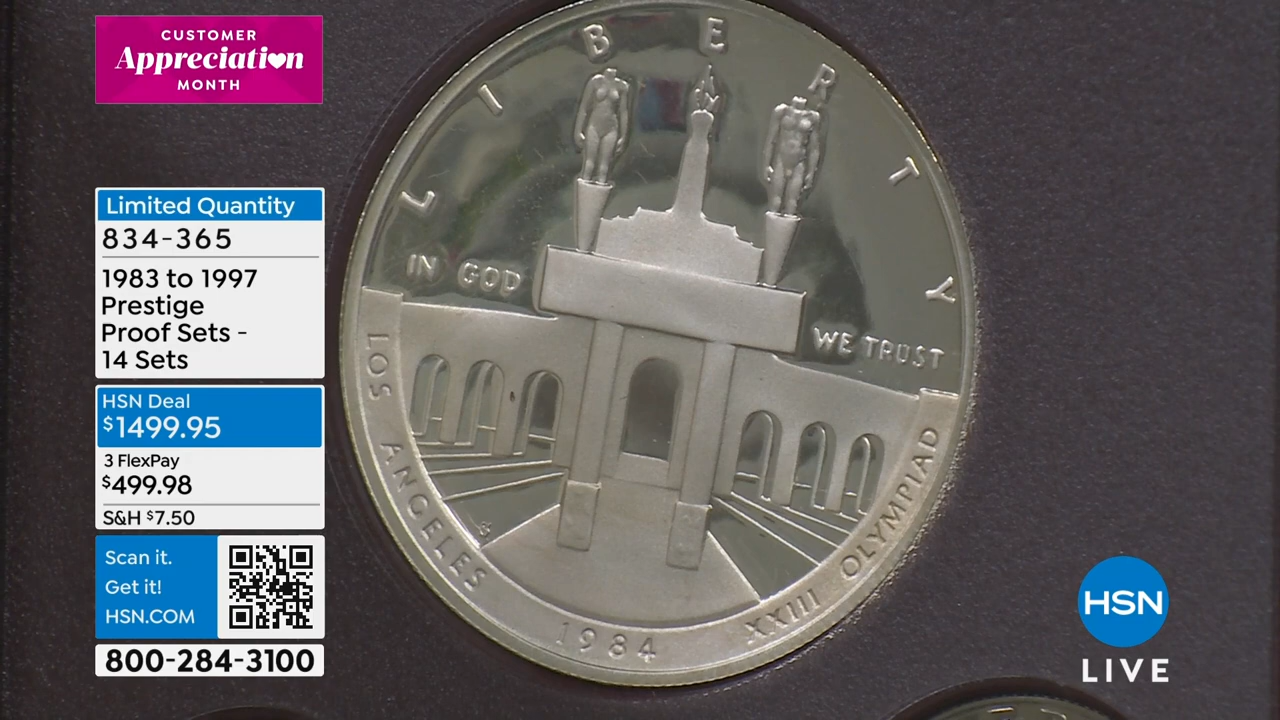 CUSTOMER
Appreciation
MONTH
Limited Quantity
834-365
1983 to 1997
Prestige
Proof Sets -
14 Sets
HSN Deal
$1499.95
3 FlexPay
$499.98
S&H $7.50
Scan it.
Get it!
HSN.COM
800-284-3100
LIBERTY
IN GOD
WE TRUST
LOS ANGELES
1984
XXIII OLYMPIAD
HSN
LIVE